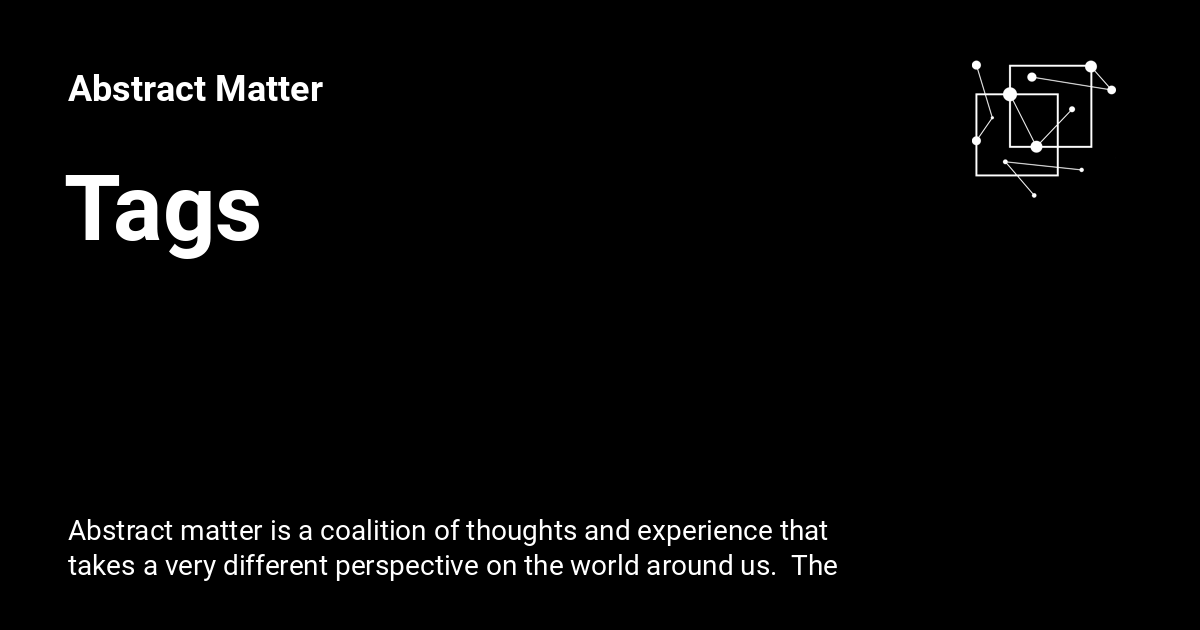 Abstract Matter
Tags
Abstract matter is a coalition of thoughts and experience that
takes a very different perspective on the world around us.  The